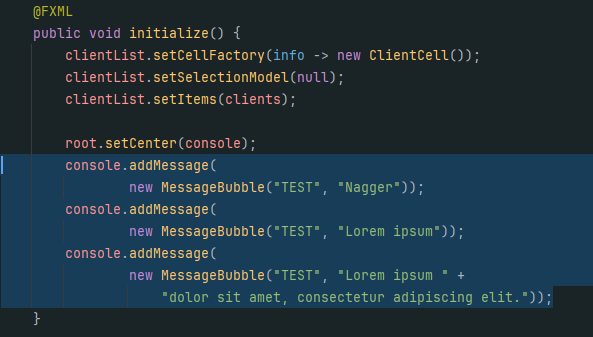 @FXML
public void initialize() {
    clientList.setCellFactory(info -> new ClientCell());
    clientList.setSelectionModel(null);
    clientList.setItems(clients);

    root.setCenter(console);
    console.addMessage(
            new MessageBubble("TEST", "Nagger"));
    console.addMessage(
            new MessageBubble("TEST", "Lorem ipsum"));
    console.addMessage(
            new MessageBubble("TEST", "Lorem ipsum " +
                "dolor sit amet, consectetur adipiscing elit."));
}